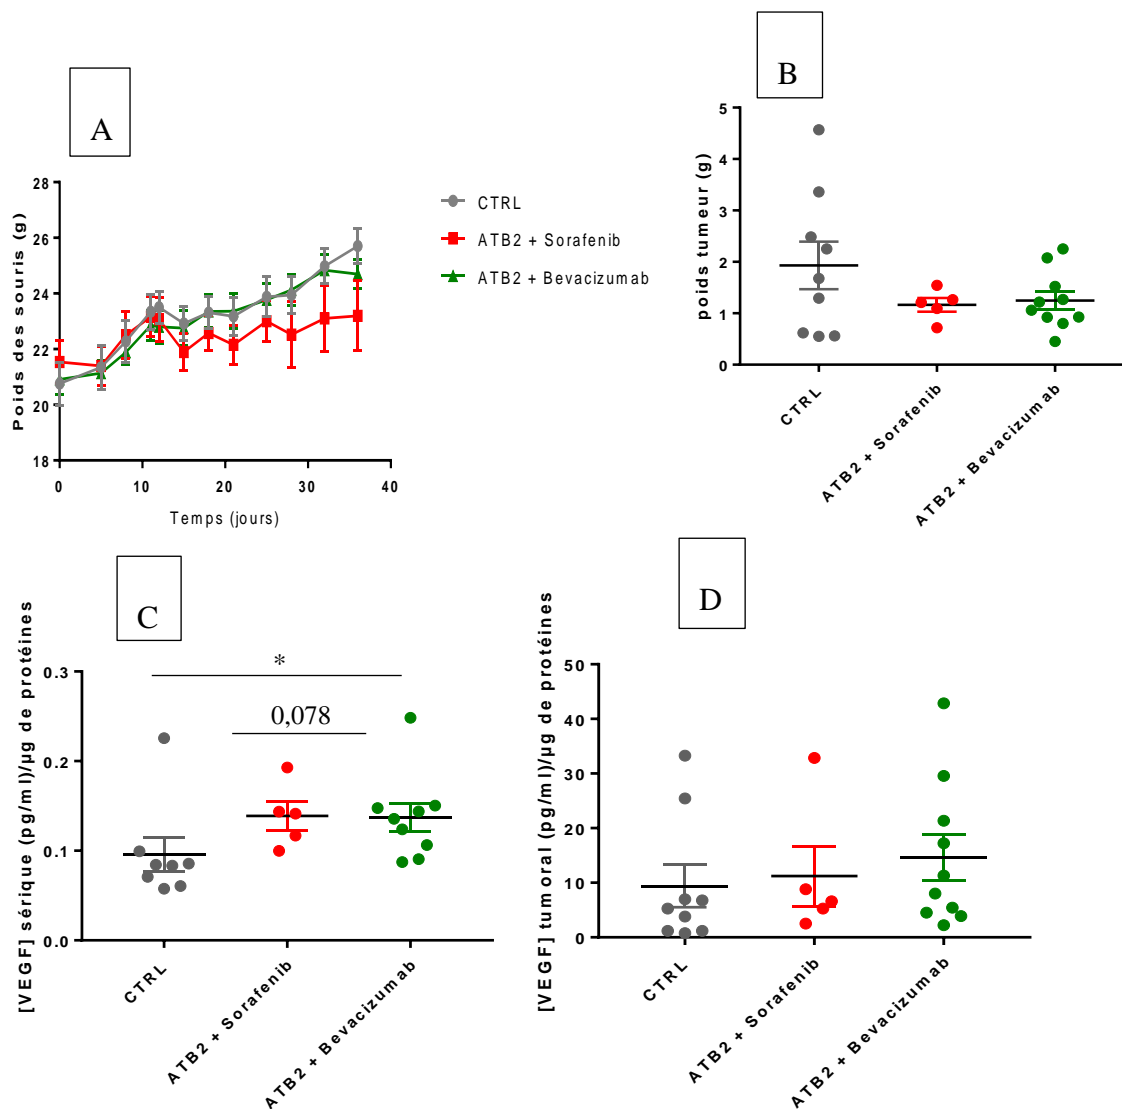 A
28
26
24
22
20
18
0
10
20
30
40
Poids des souris (g)
Temps (jours)
CTRL
ATB2 + Sorafenib
ATB2 + Bevacizumab
B
5
4
3
2
1
0
poids tumeur (g)
CTRL
ATB2 + Sorafenib
ATB2 + Bevacizumab
C
0.3
0.2
0.1
0.0
[VEGF] sérique (pg/ml)/µg de protéines
*
0,078
CTRL
ATB2 + Sorafenib
ATB2 + Bevacizumab
D
50
40
30
20
10
0
[VEGF] tumoral (pg/ml)/µg de protéines
CTRL
ATB2 + Sorafenib
ATB2 + Bevacizumab